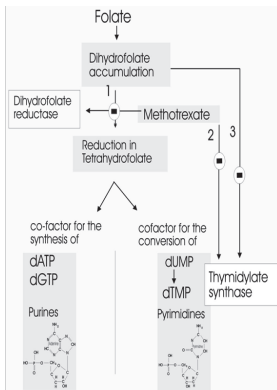 Folate
Dihydrofolate
accumulation
1
Dihydrofolate
reductase
Methotrexate
2
3
Reduction in
Tetrahydrofolate
co-factor for the
synthesis of
cofactor for the
conversion of
dATP
dGTP
dUMP
dTMP
Thymidylate
synthase
Purines
Pyrimidines